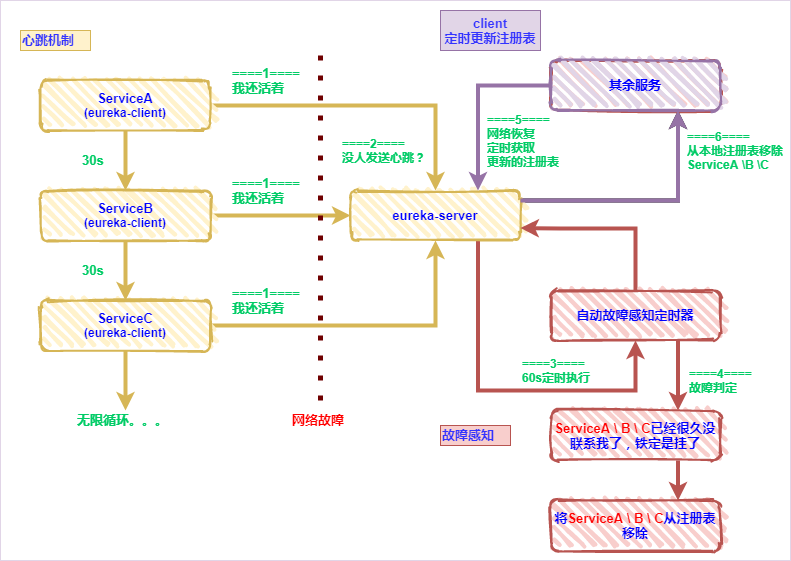 心跳机制
client
定时更新注册表
ServiceA
(eureka-client)
====1====
我还活着
其余服务
====2====
没人发送心跳？
====5====
网络恢复
定时获取
更新的注册表
====6====
从本地注册表移除
ServiceA \B \C
30s
ServiceB
(eureka-client)
====1====
我还活着
eureka-server
30s
ServiceC
(eureka-client)
====1====
我还活着
自动故障感知定时器
====3====
60s定时执行
====4====
故障判定
无限循环。。。
网络故障
故障感知
ServiceA \ B \ C已经很久没
联系我了，铁定是挂了
将ServiceA \ B \ C从注册表
移除